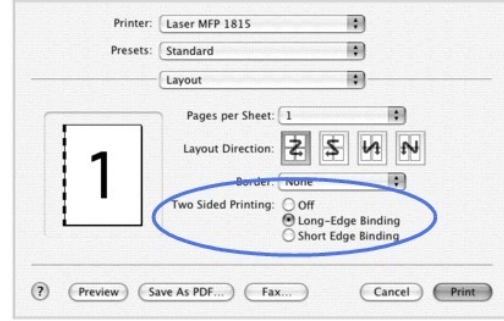 Printer: Laser MFP 1815
Presets: Standard
Layout
Pages per Sheet: 1
Layout Direction:
Border: None
1
Two Sided Printing: Off
Long-Edge Binding
Short Edge Binding
? Preview Save As PDF... Fax... Cancel Print